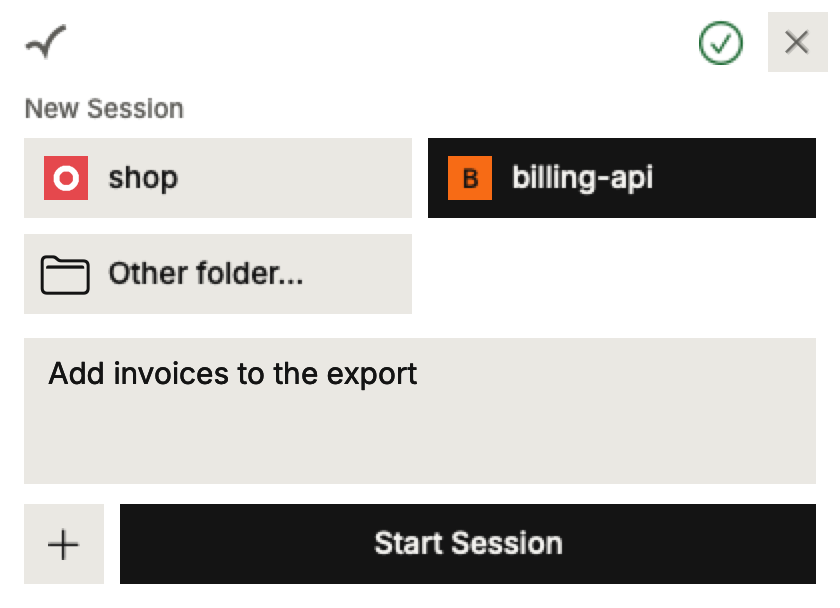 New Session
shop
B billing-api
Other folder...
Add invoices to the export
Start Session